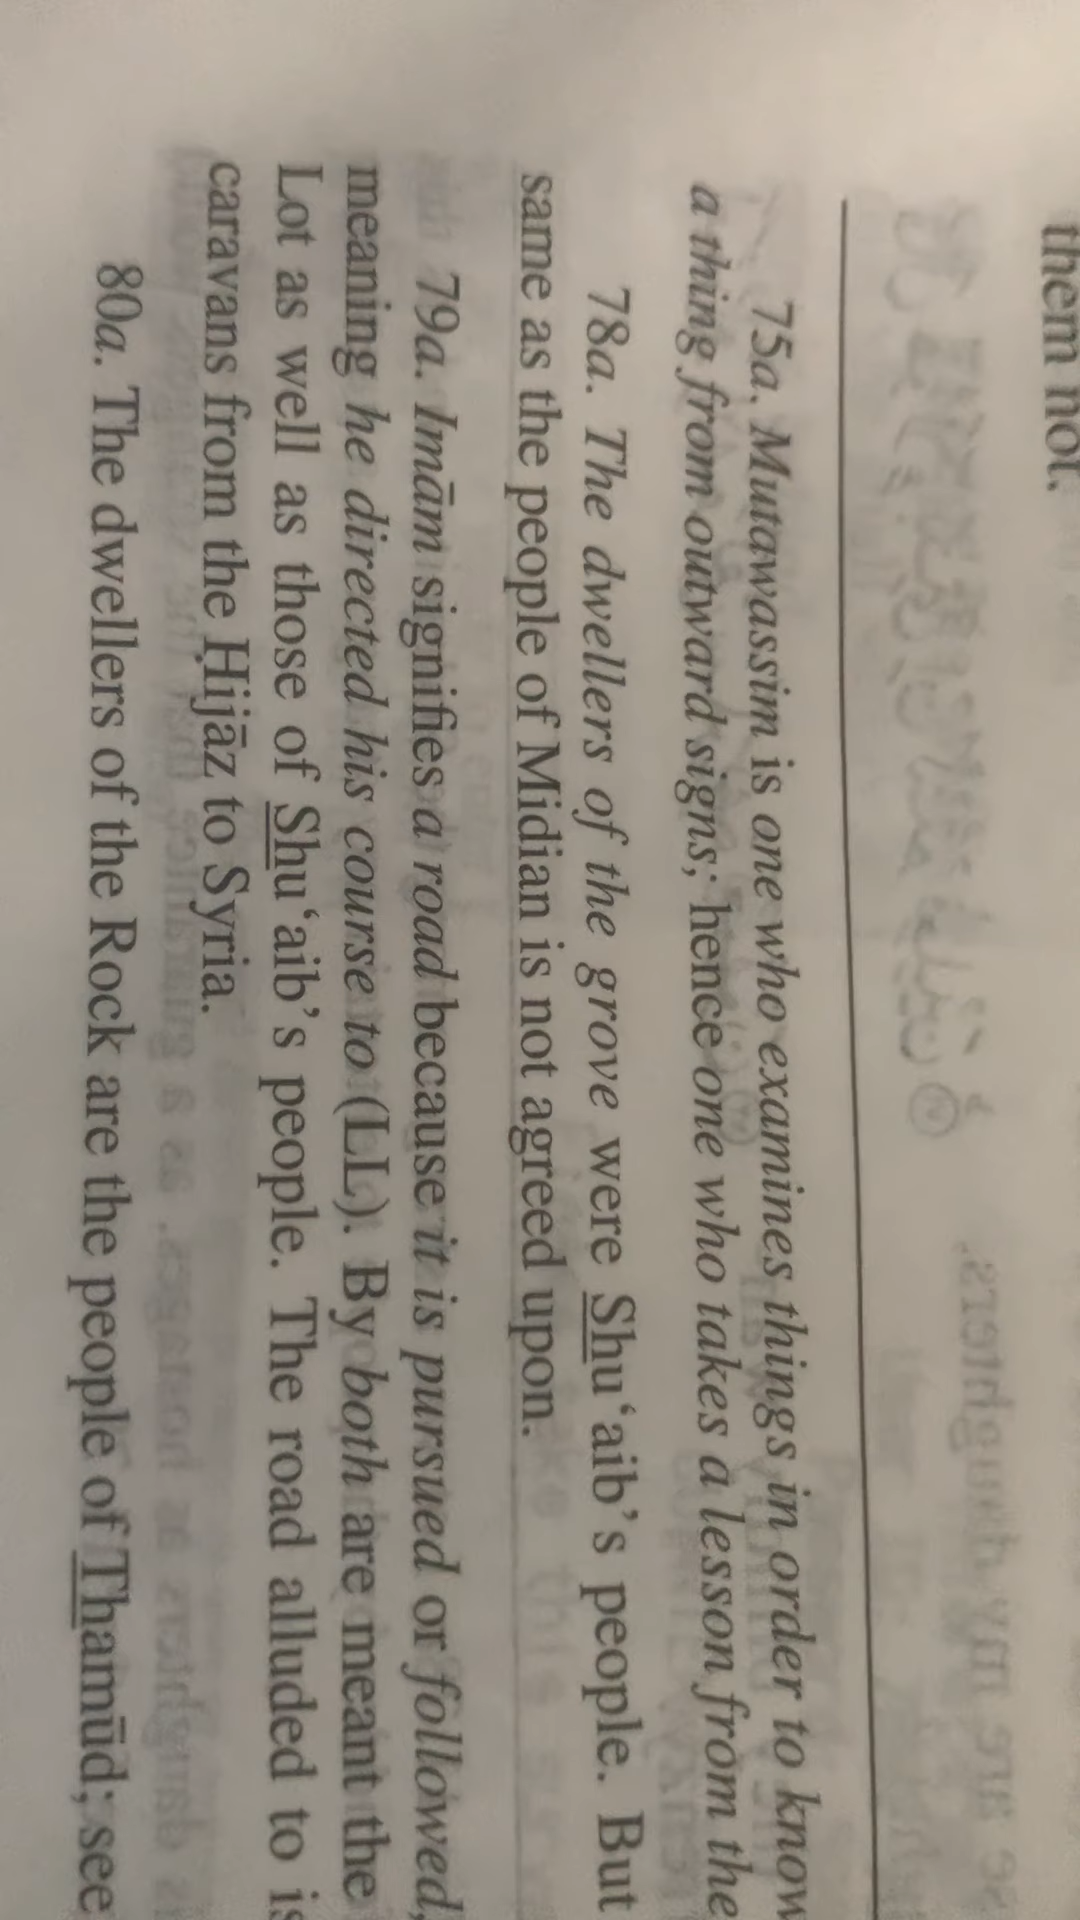 them not.
75a. Mutawassim is one who examines things in order to know
a thing from outward signs; hence one who takes a lesson from the
78a. The dwellers of the grove were Shu‘aib’s people. But
same as the people of Midian is not agreed upon.
79a. Imām signifies a road because it is pursued or followed,
meaning he directed his course to (LL). By both are meant the
Lot as well as those of Shu‘aib’s people. The road alluded to is
caravans from the Ḥijāz to Syria.
80a. The dwellers of the Rock are the people of Thamūd; see